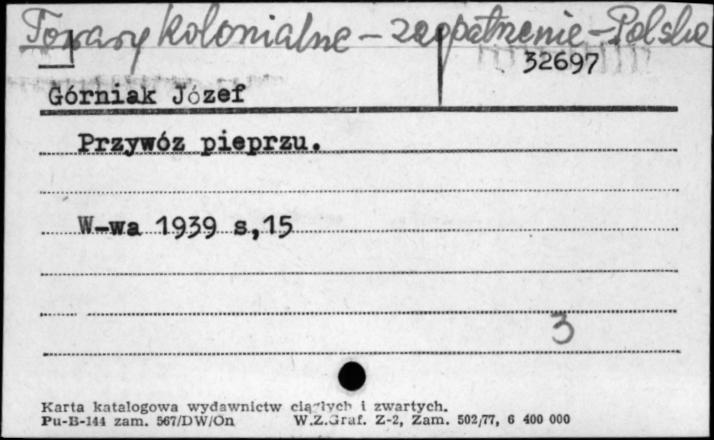 Towary kolonialne – zaopatrzenie – Polska
32697
Górniak Józef
Przywóz pieprzu.
W-wa 1939 s,15
3
Karta katalogowa wydawnictw ciągłych i zwartych.
Pu-B-144 zam. 567/DW/On W.Z.Graf. Z-2, Zam. 502/77, 6 400 000